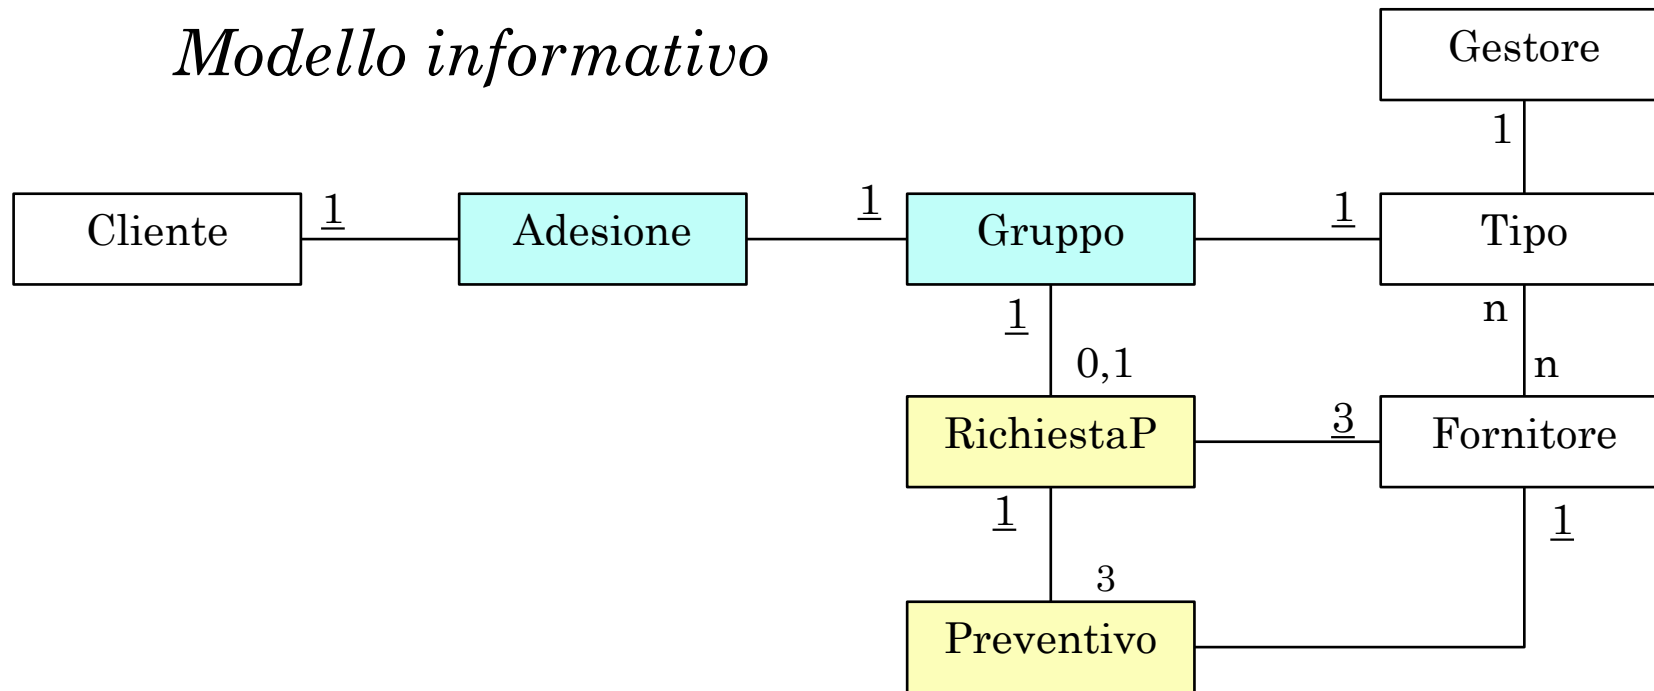 Modello informativo
Gestore
1
Cliente
1
Adesione
1
Gruppo
1
Tipo
1
0,1
n
n
RichiestaP
3
Fornitore
1
3
1
Preventivo